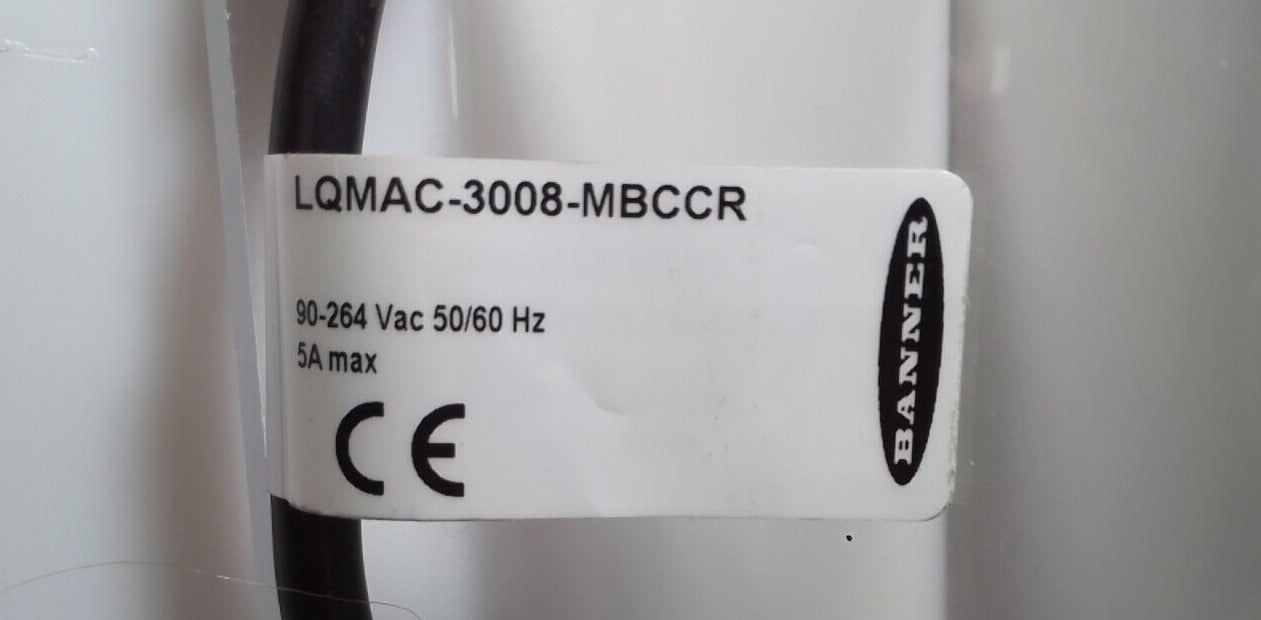 LQMAC-3008-MBCCR
90-264 Vac 50/60 Hz
5A max
CE
BANNER